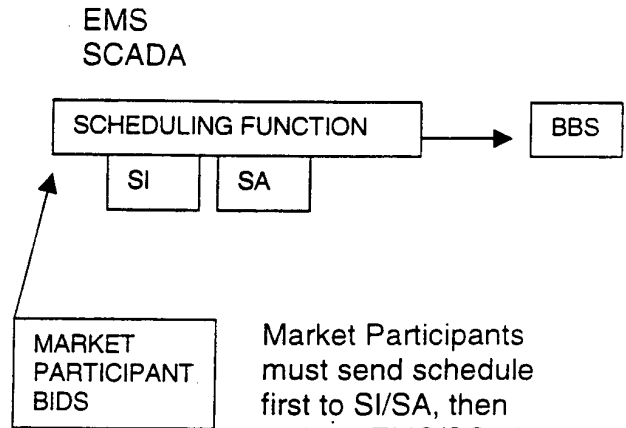 EMS
SCADA
SCHEDULING FUNCTION
BBS
SI
SA
MARKET
PARTICIPANT
BIDS
Market Participants
must send schedule
first to SI/SA, then